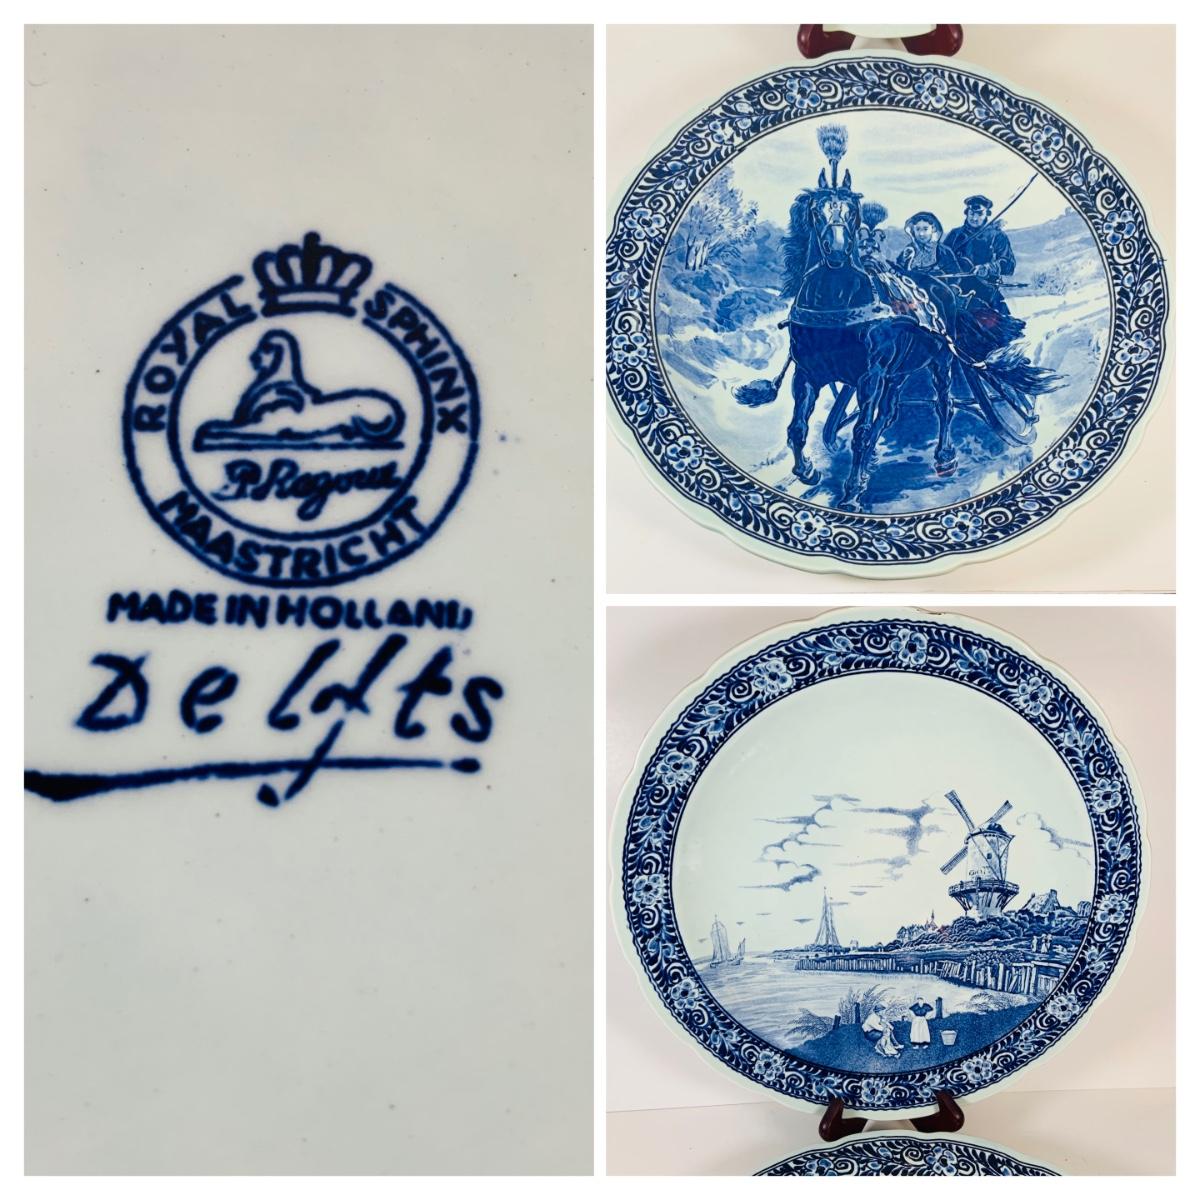 ROYAL SPHINX
P. Regout
MAASTRICHT
MADE IN HOLLAND
Delfts